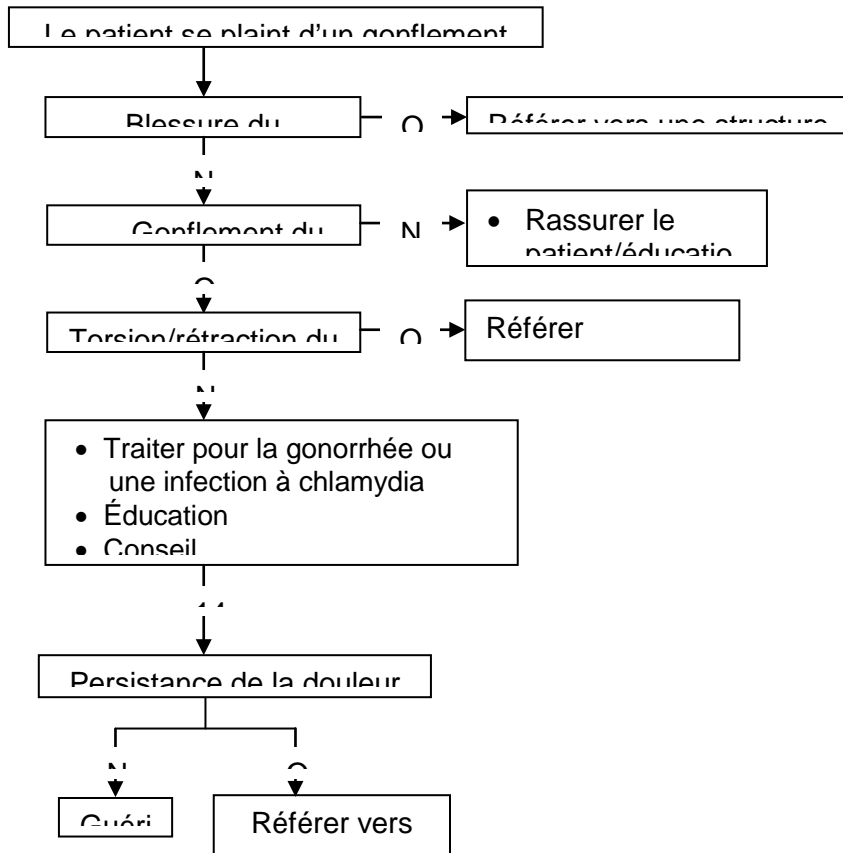 Le patient se plaint d'un gonflement
Blessure du
O
Référer vers une structure
N
Gonflement du
N
• Rassurer le
patient/éducatio
O
Torsion/rétraction du
O
Référer
N
• Traiter pour la gonorrhée ou
une infection à chlamydia
• Éducation
• Conseil
Persistance de la douleur
N
O
Guéri
Référer vers